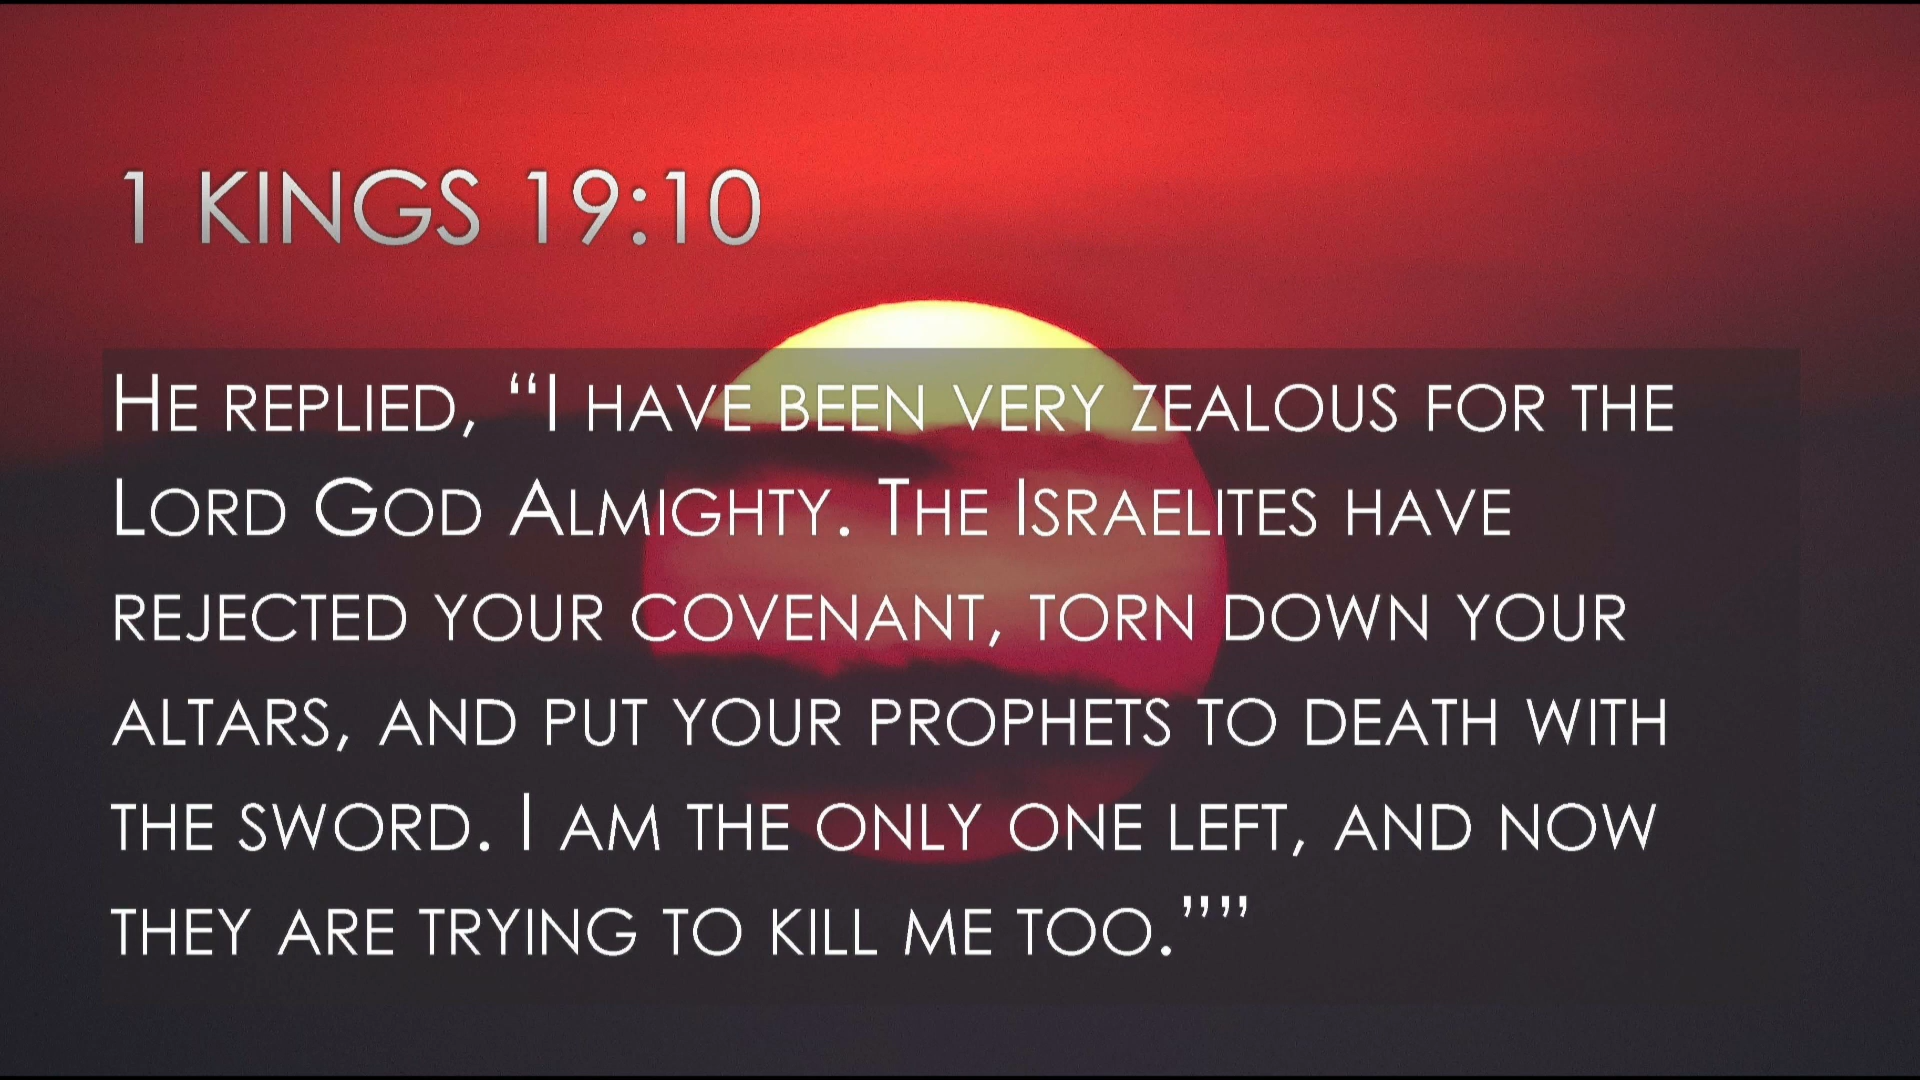 1 KINGS 19:10
HE REPLIED, “I HAVE BEEN VERY ZEALOUS FOR THE
LORD GOD ALMIGHTY. THE ISRAELITES HAVE
REJECTED YOUR COVENANT, TORN DOWN YOUR
ALTARS, AND PUT YOUR PROPHETS TO DEATH WITH
THE SWORD. I AM THE ONLY ONE LEFT, AND NOW
THEY ARE TRYING TO KILL ME TOO.””